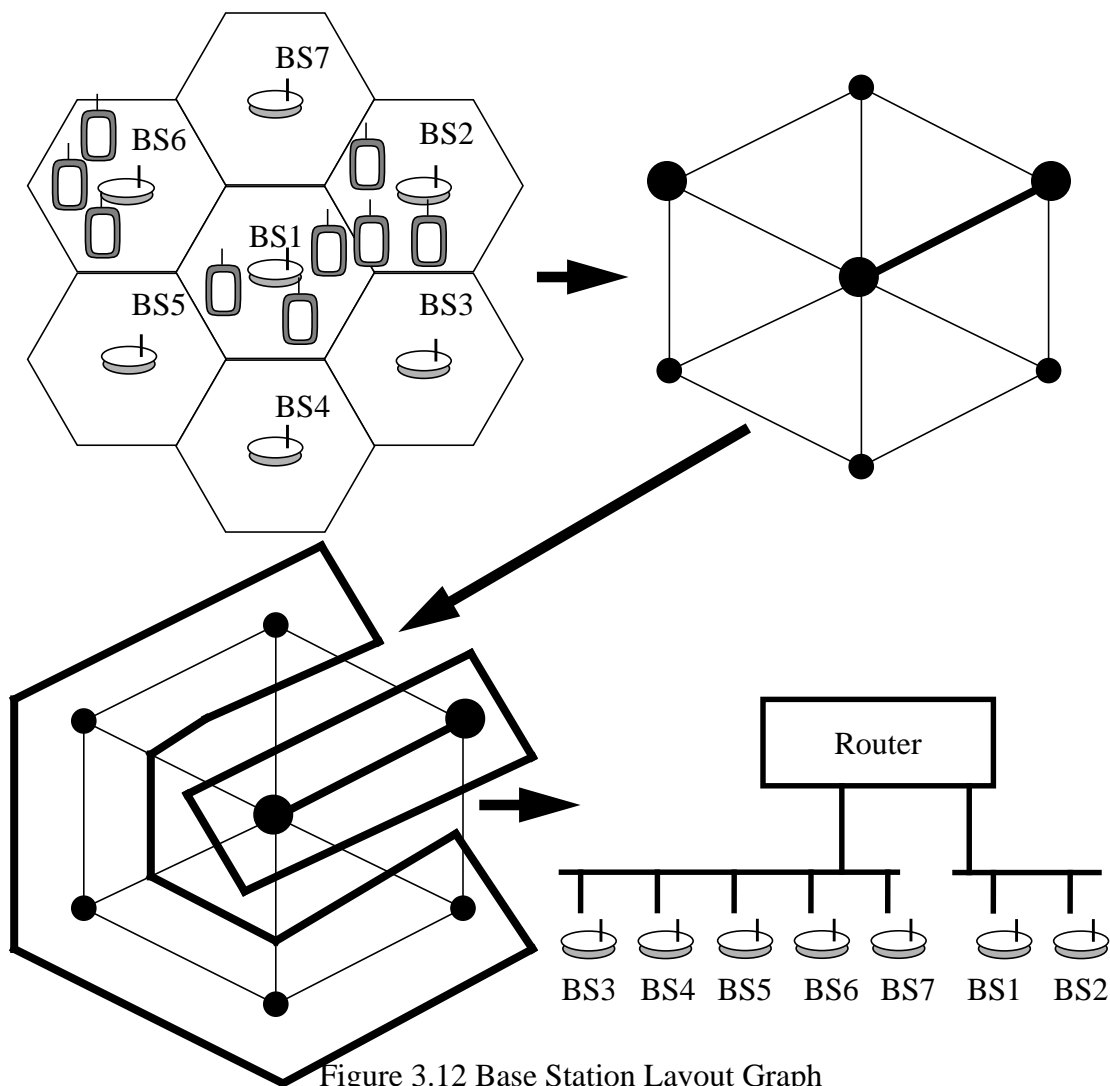 BS7
BS6
BS2
BS1
BS5
BS3
BS4
Router
BS3 BS4 BS5 BS6 BS7 BS1 BS2
Figure 3.12 Base Station Layout Graph